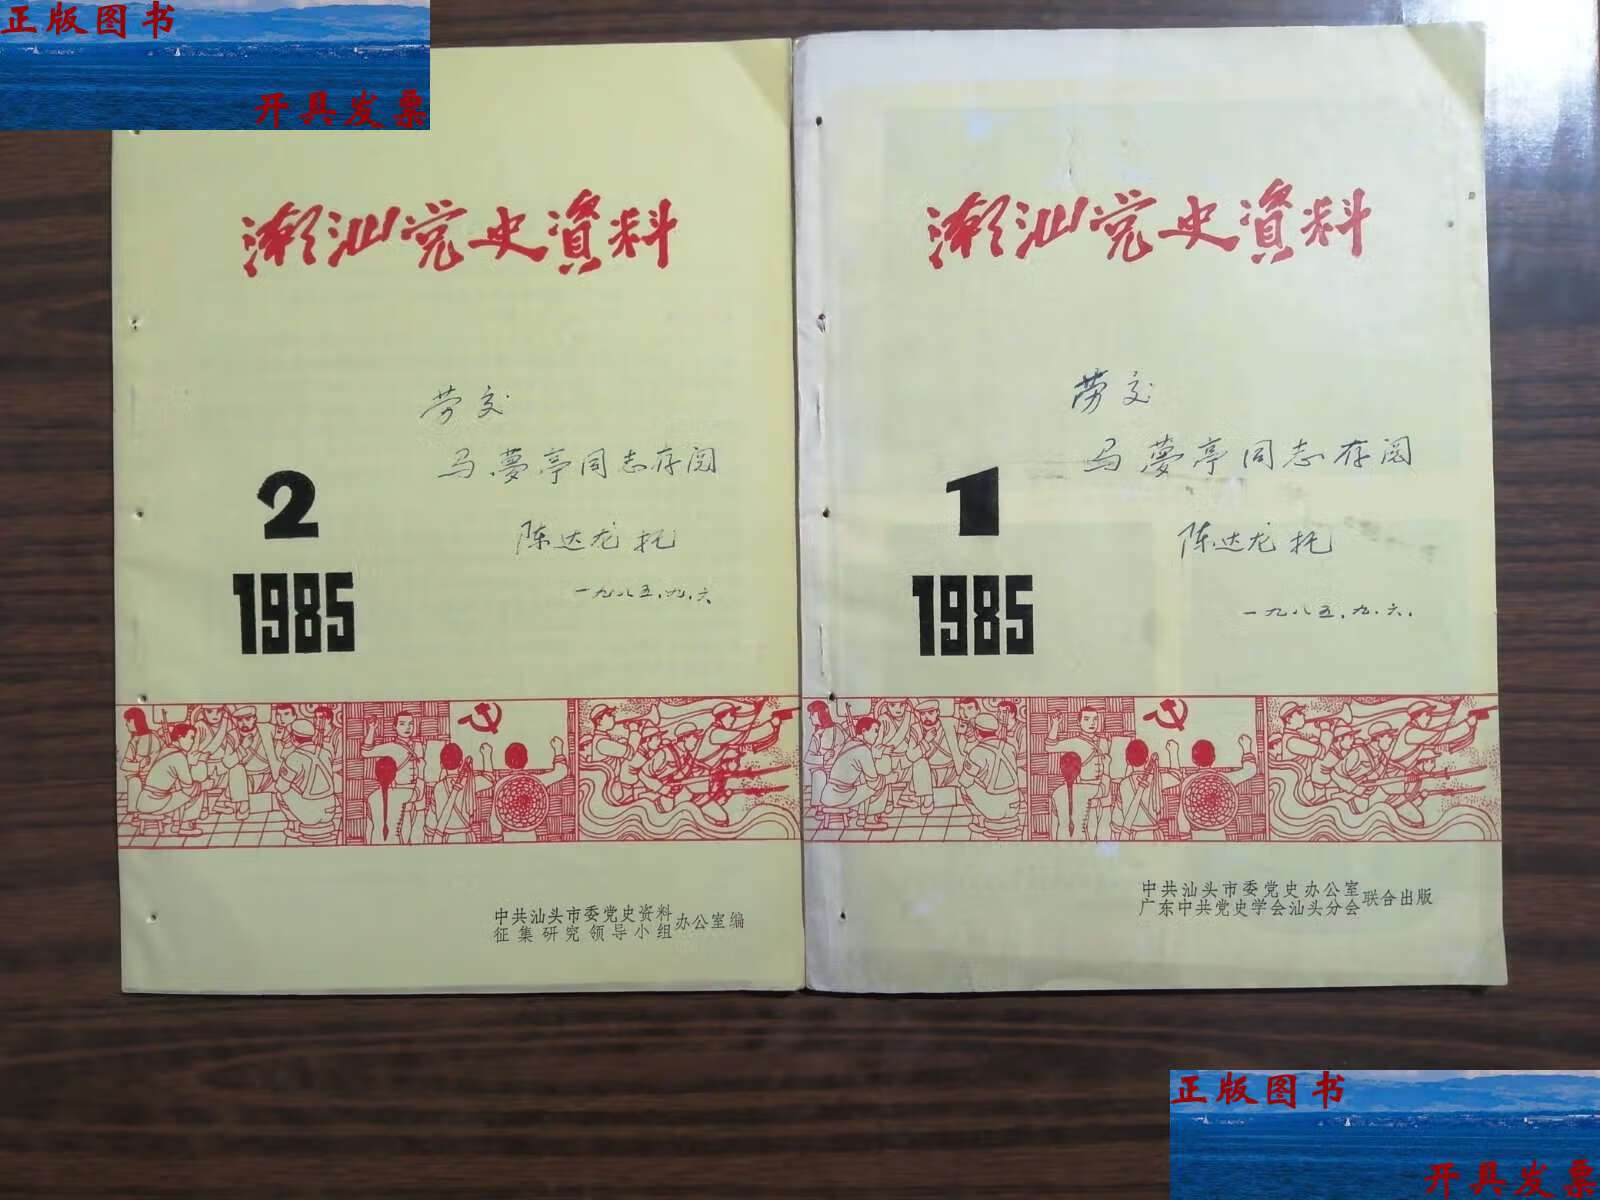 正版图书
开具发票
潮汕党史資料
劳交
马夢亭同志存阅
陈达龙托
一九八五.九.六
2
1985
中共汕头市委党史资料
征集研究领导小组
办公室编
潮汕党史資料
劳交
马夢亭同志存阅
陈达龙托
一九八五.九.六.
1
1985
中共汕头市委党史办公室
广东中共党史学会汕头分会
联合出版
正版图书
开具发票